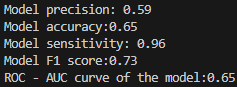 Model precision: 0.59
Model accuracy:0.65
Model sensitivity: 0.96
Model F1 score:0.73
ROC - AUC curve of the model:0.65